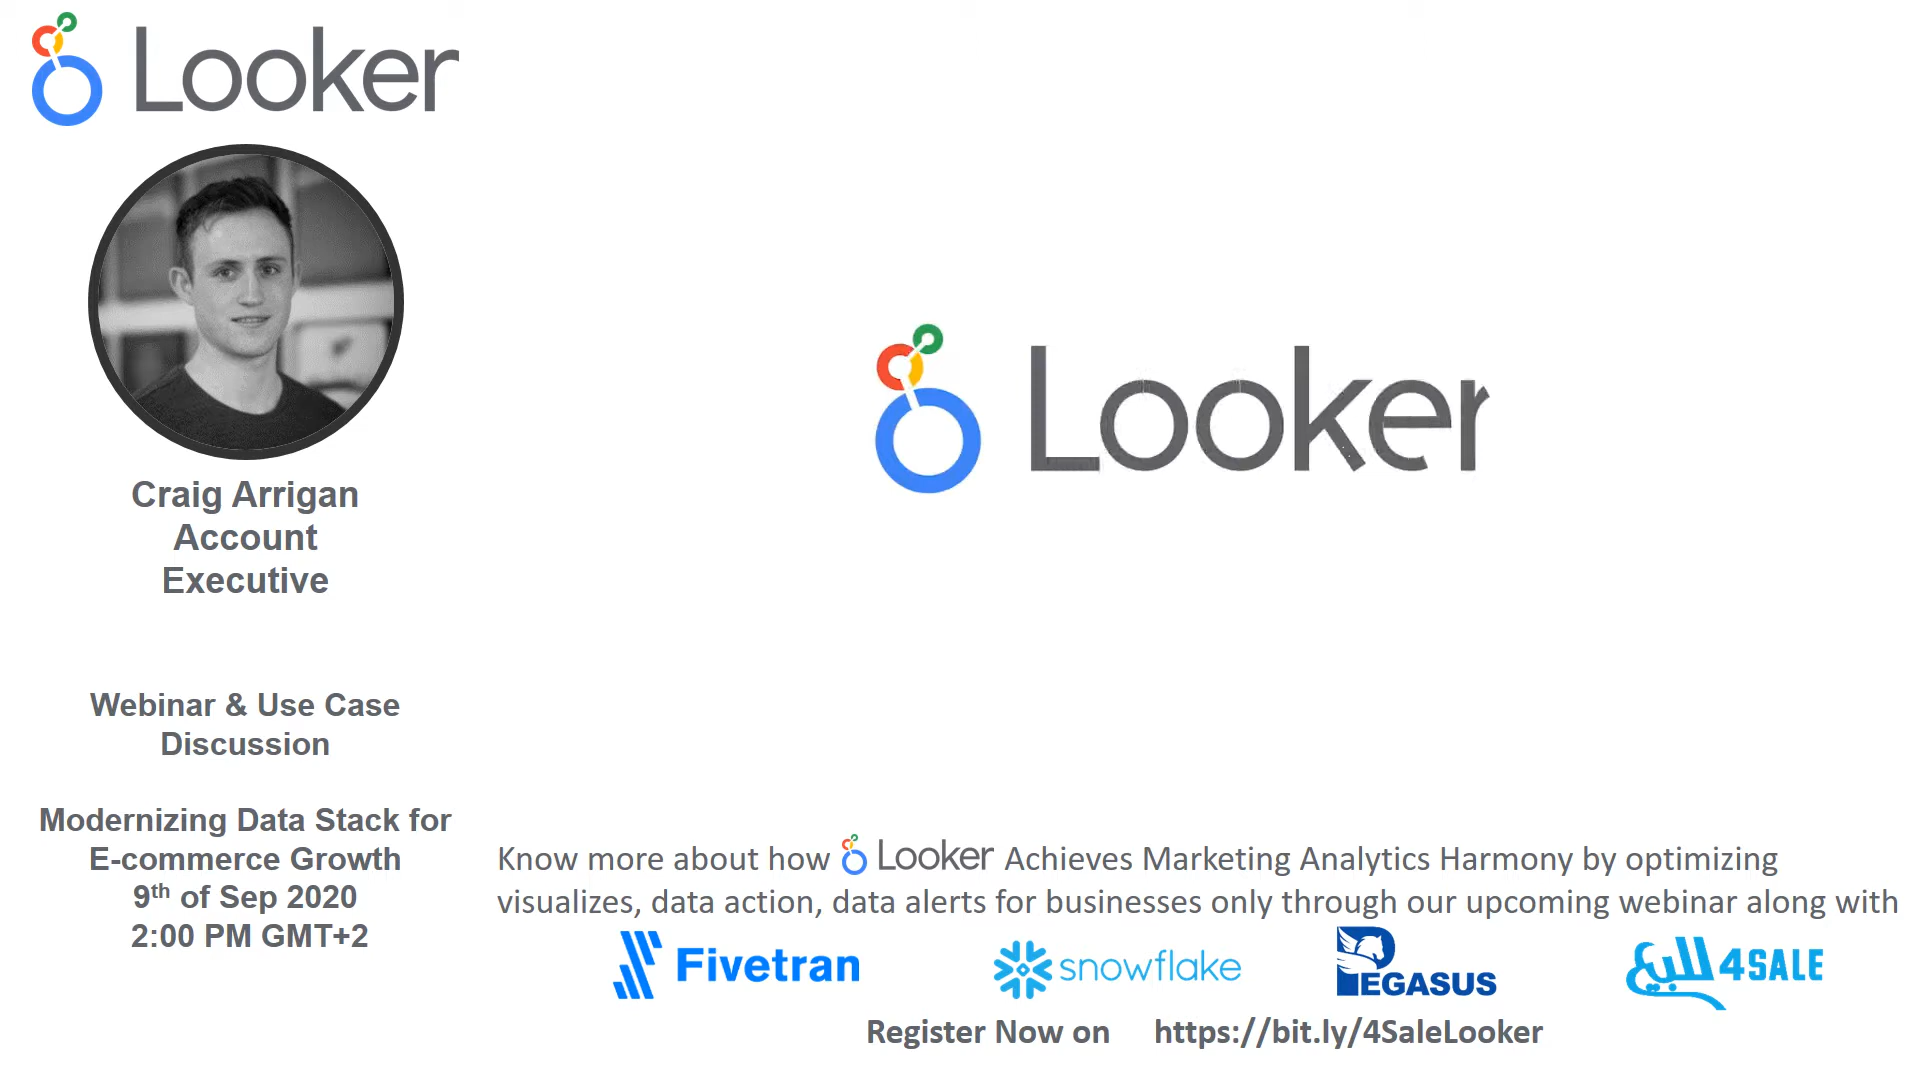 Looker
Craig Arrigan
Account
Executive
Webinar & Use Case
Discussion
Modernizing Data Stack for
E-commerce Growth
9th of Sep 2020
2:00 PM GMT+2
Looker
Know more about how Looker Achieves Marketing Analytics Harmony by optimizing
visualizes, data action, data alerts for businesses only through our upcoming webinar along with
Fivetran snowflake PEGASUS للبيع 4SALE
Register Now on https://bit.ly/4SaleLooker